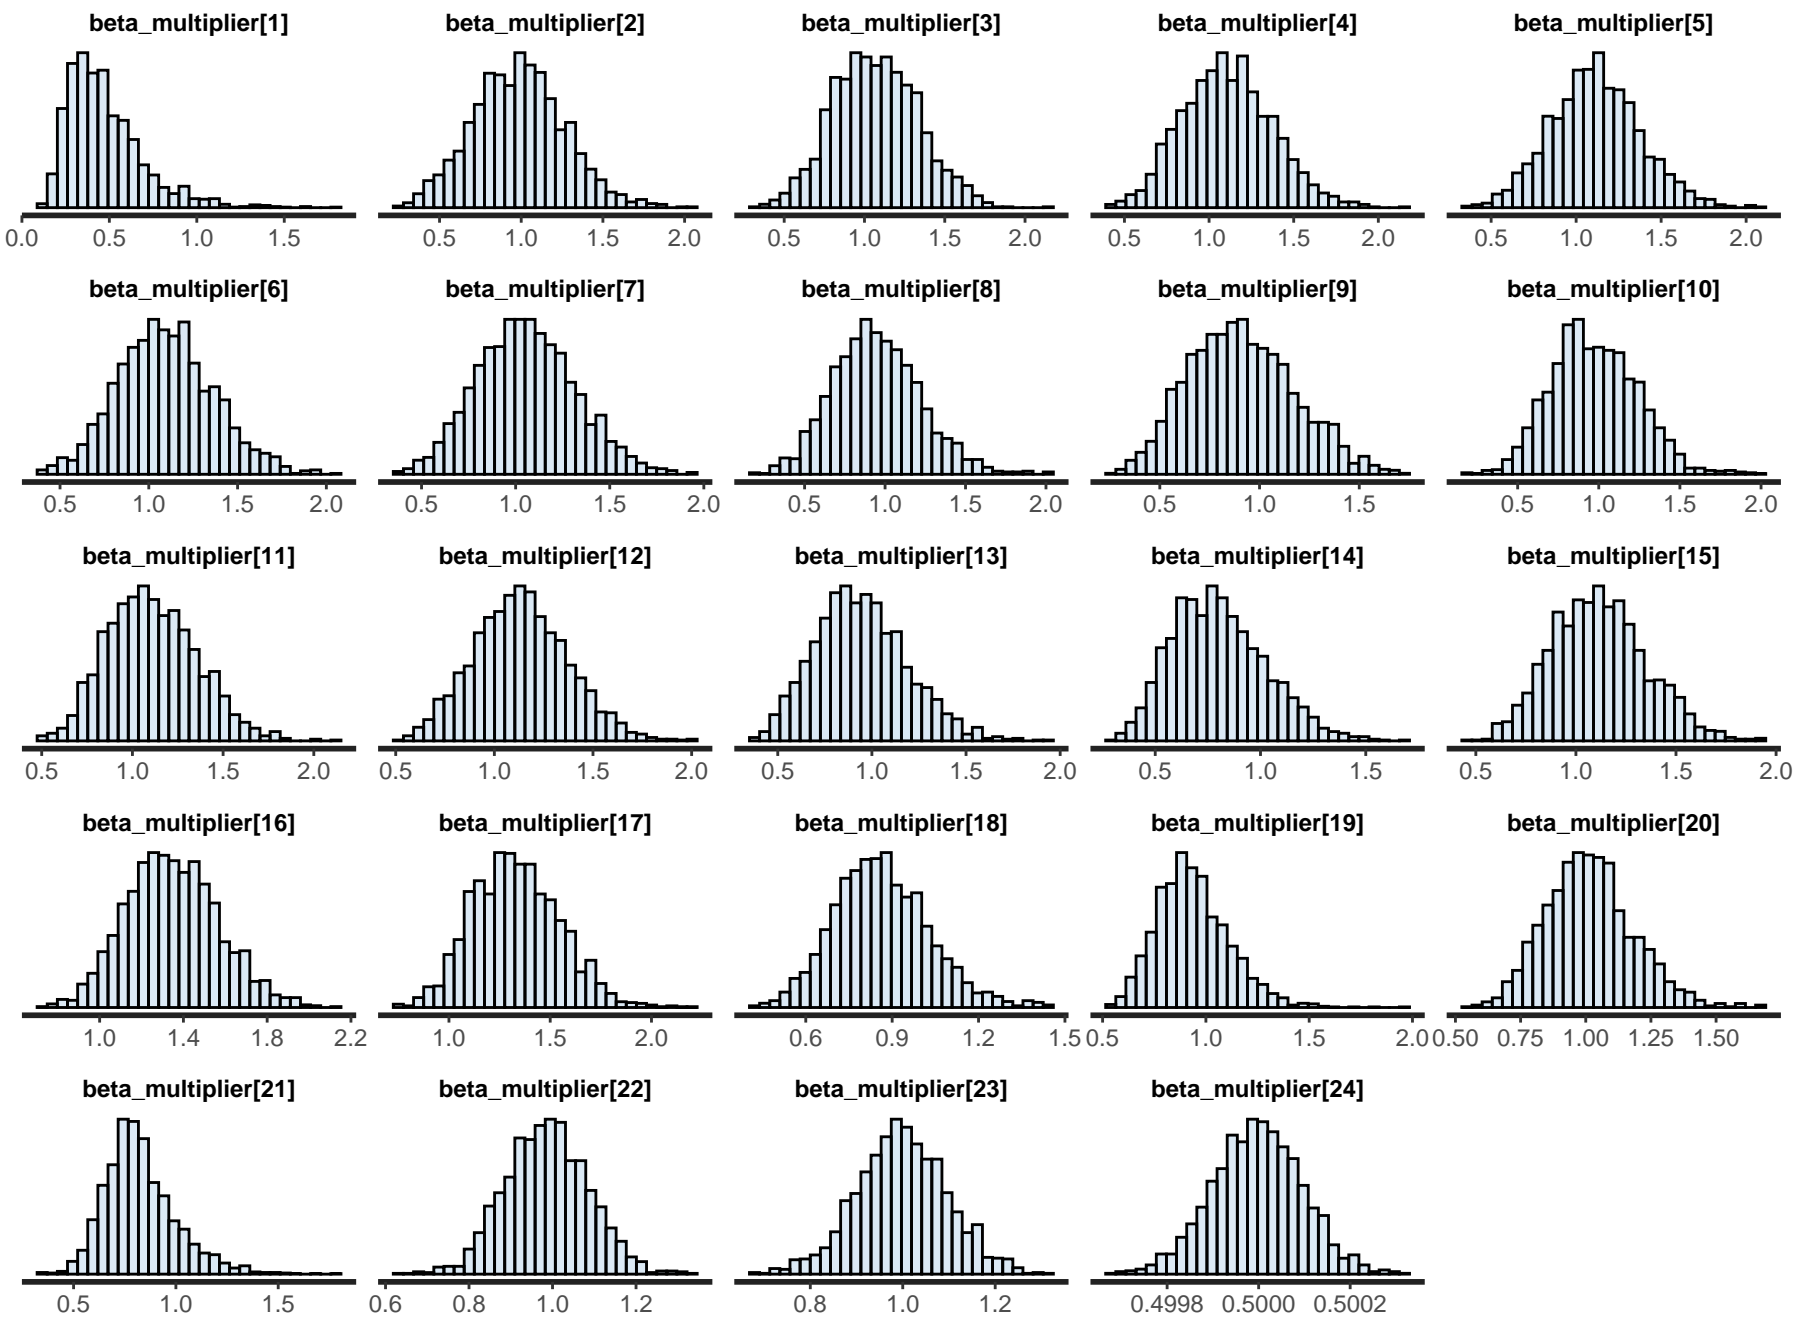 beta_multiplier[1] beta_multiplier[2] beta_multiplier[3] beta_multiplier[4] beta_multiplier[5]
0.0 0.5 1.0 1.5 0.5 1.0 1.5 2.0 0.5 1.0 1.5 2.0 0.5 1.0 1.5 2.0 0.5 1.0 1.5 2.0
beta_multiplier[6] beta_multiplier[7] beta_multiplier[8] beta_multiplier[9] beta_multiplier[10]
0.5 1.0 1.5 2.0 0.5 1.0 1.5 2.0 0.5 1.0 1.5 2.0 0.5 1.0 1.5 0.5 1.0 1.5 2.0
beta_multiplier[11] beta_multiplier[12] beta_multiplier[13] beta_multiplier[14] beta_multiplier[15]
0.5 1.0 1.5 2.0 0.5 1.0 1.5 2.0 0.5 1.0 1.5 2.0 0.5 1.0 1.5 0.5 1.0 1.5 2.0
beta_multiplier[16] beta_multiplier[17] beta_multiplier[18] beta_multiplier[19] beta_multiplier[20]
1.0 1.4 1.8 2.2 1.0 1.5 2.0 0.6 0.9 1.2 1.5 0.5 1.0 1.5 2.0 0.50 0.75 1.00 1.25 1.50
beta_multiplier[21] beta_multiplier[22] beta_multiplier[23] beta_multiplier[24]
0.5 1.0 1.5 0.6 0.8 1.0 1.2 0.8 1.0 1.2 0.4998 0.5000 0.5002